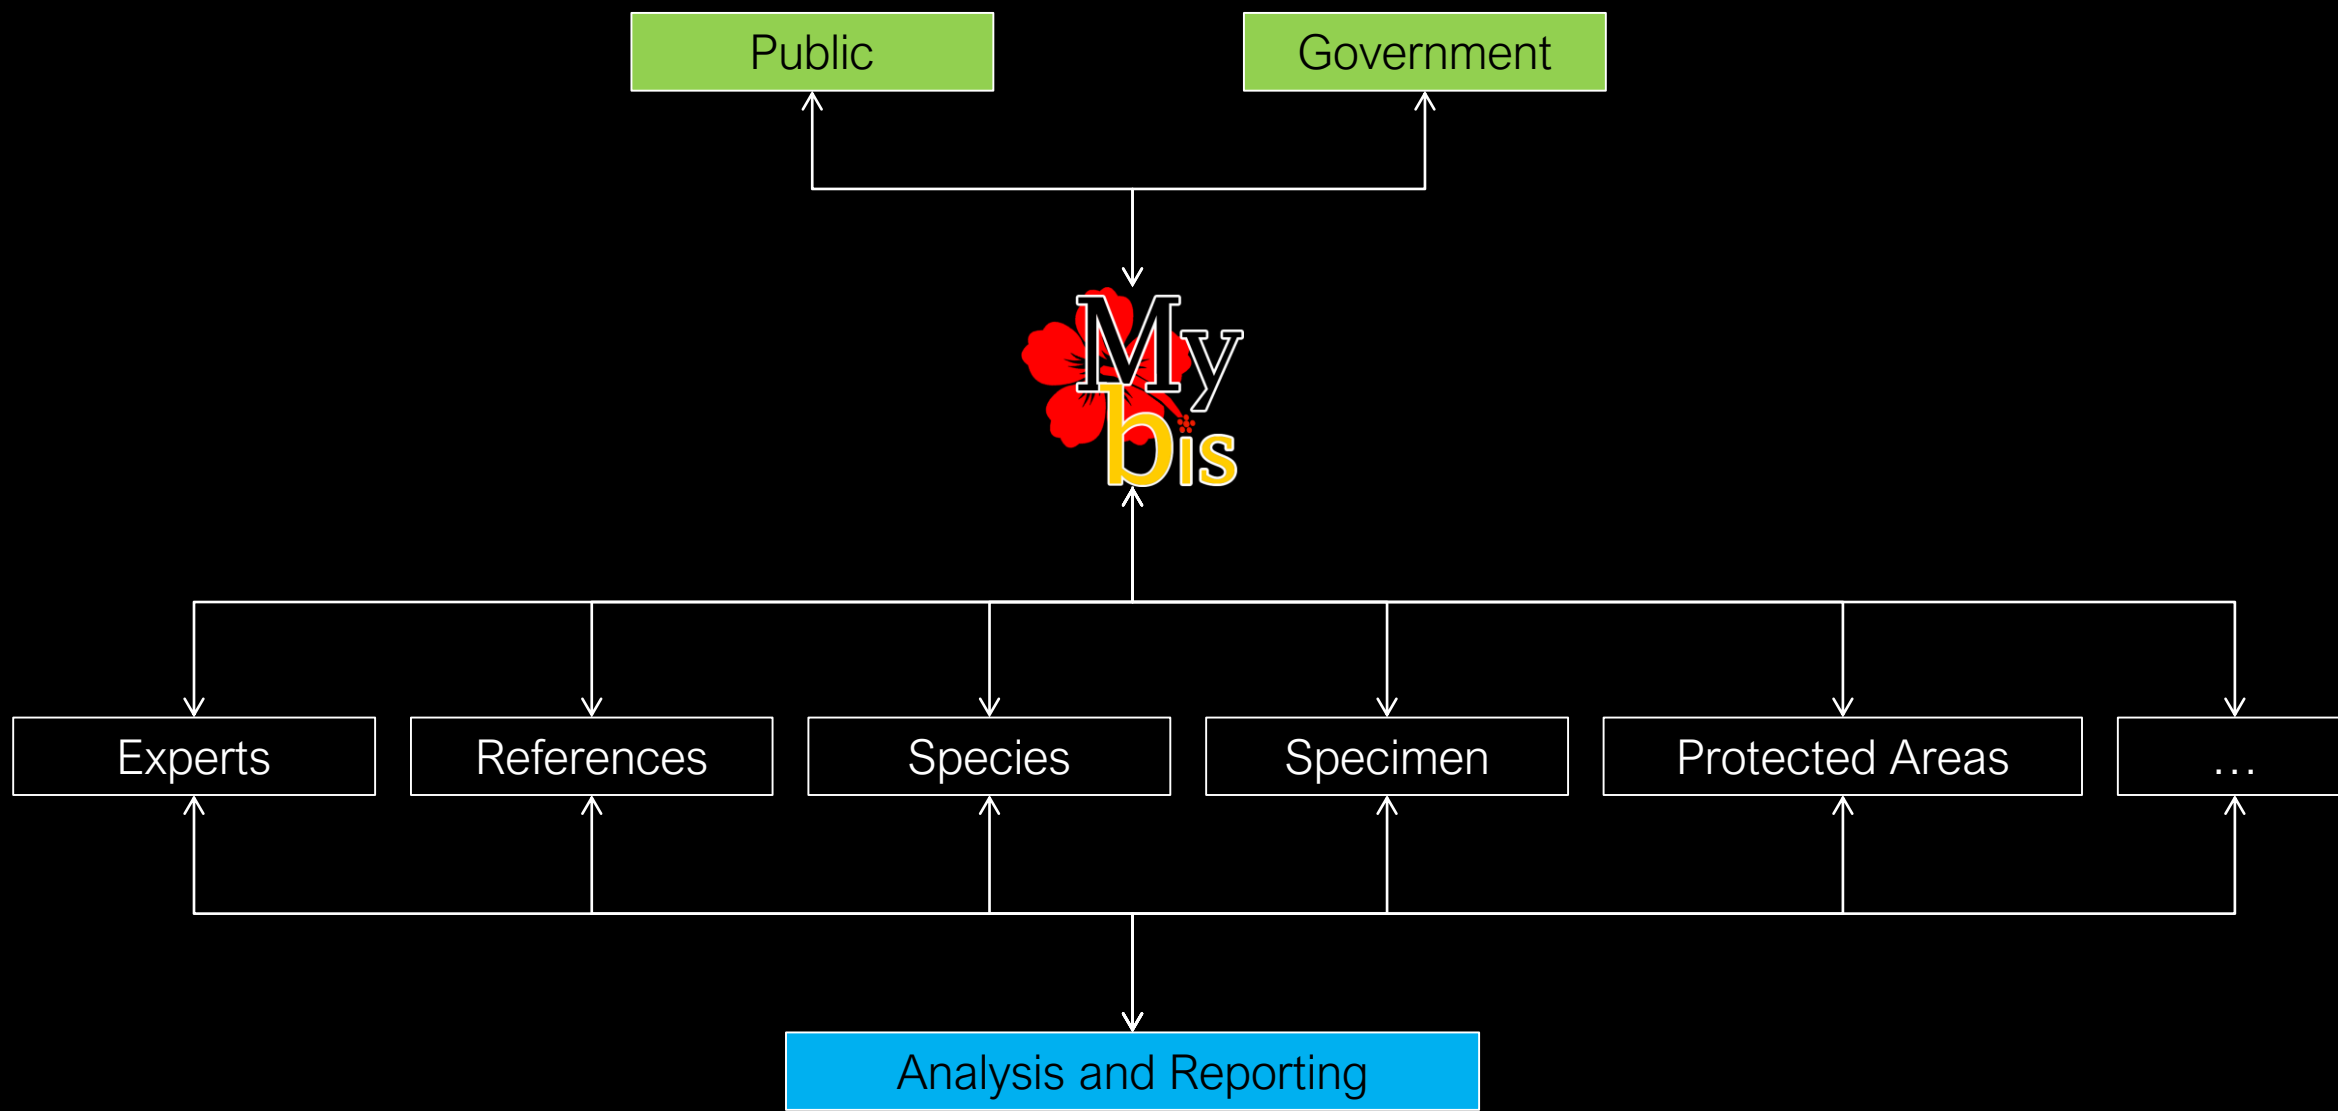 Public
Government
My
bis
Experts
References
Species
Specimen
Protected Areas
...
Analysis and Reporting